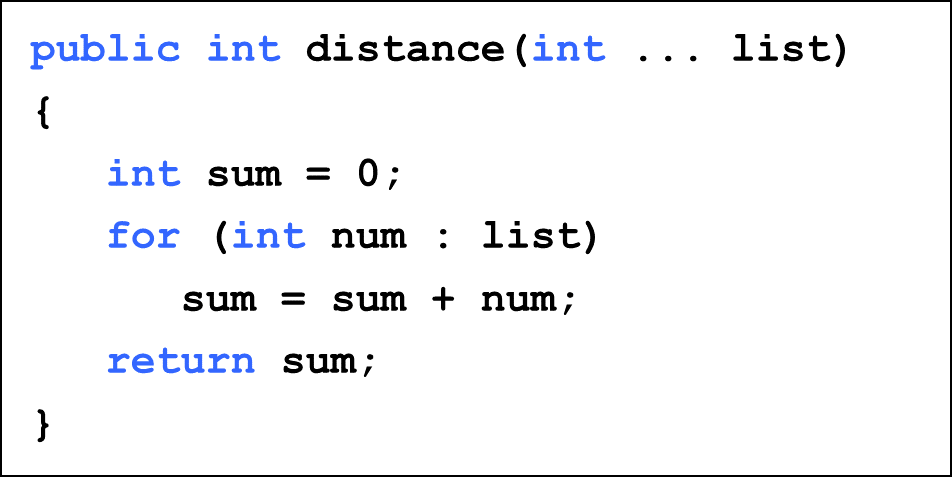 public int distance(int ... list)
{
int sum = 0;
for (int num : list)
sum = sum + num;
return sum;
}